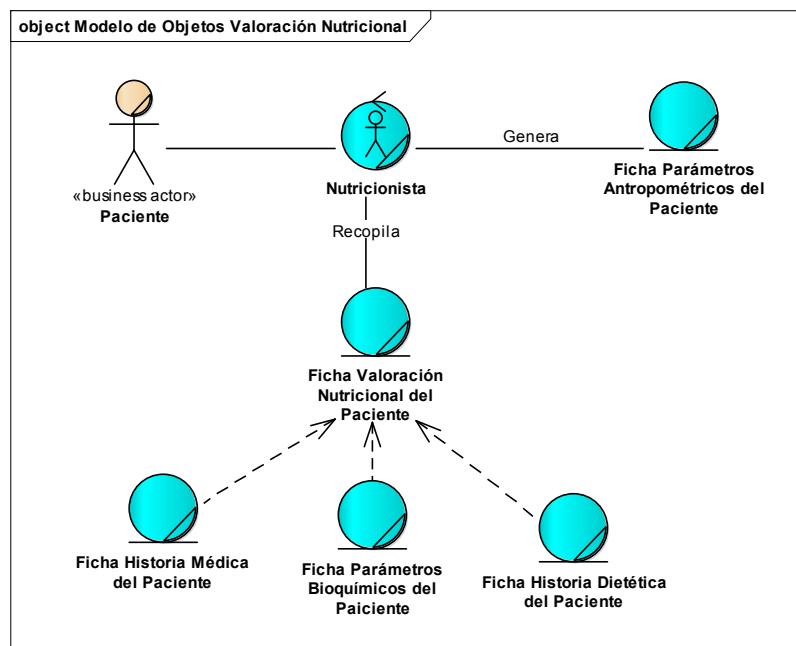 object Modelo de Objetos Valoración Nutricional
«business actor»
Paciente
Nutricionista
Genera
Ficha Parámetros
Antropométricos del
Paciente
Recopila
Ficha Valoración
Nutricional del
Paciente
Ficha Historia Médica
del Paciente
Ficha Parámetros
Bioquímicos del
Paiciente
Ficha Historia Dietética
del Paciente